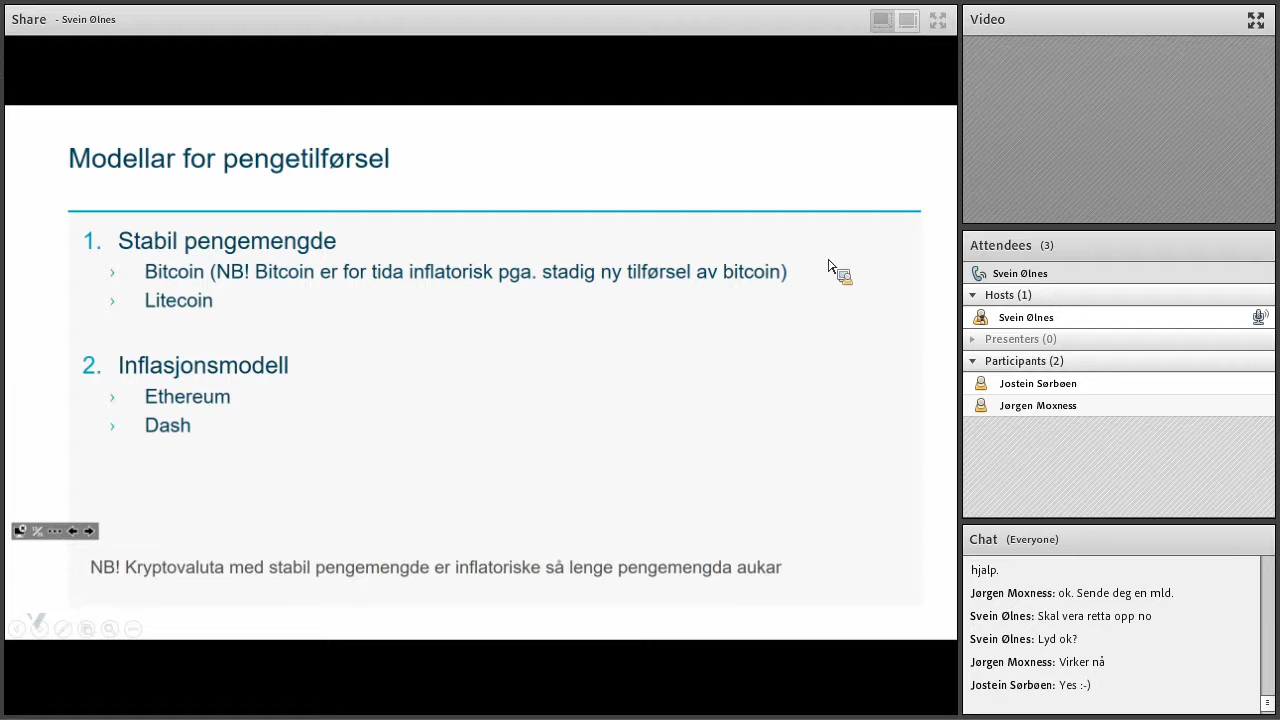 Share - Svein Ølnes
Modellar for pengetilførsel
1. Stabil pengemengde
› Bitcoin (NB! Bitcoin er for tida inflatorisk pga. stadig ny tilførsel av bitcoin)
› Litecoin
2. Inflasjonsmodell
› Ethereum
› Dash
NB! Kryptovaluta med stabil pengemengde er inflatoriske så lenge pengemengda aukar
Video
Attendees (3)
Svein Ølnes
Hosts (1)
Svein Ølnes
Presenters (0)
Participants (2)
Jostein Sørbøen
Jørgen Moxness
Chat (Everyone)
hjalp.
Jørgen Moxness: ok. Sende deg en mld.
Svein Ølnes: Skal vera retta opp no
Svein Ølnes: Lyd ok?
Jørgen Moxness: Virker nå
Jostein Sørbøen: Yes :-)